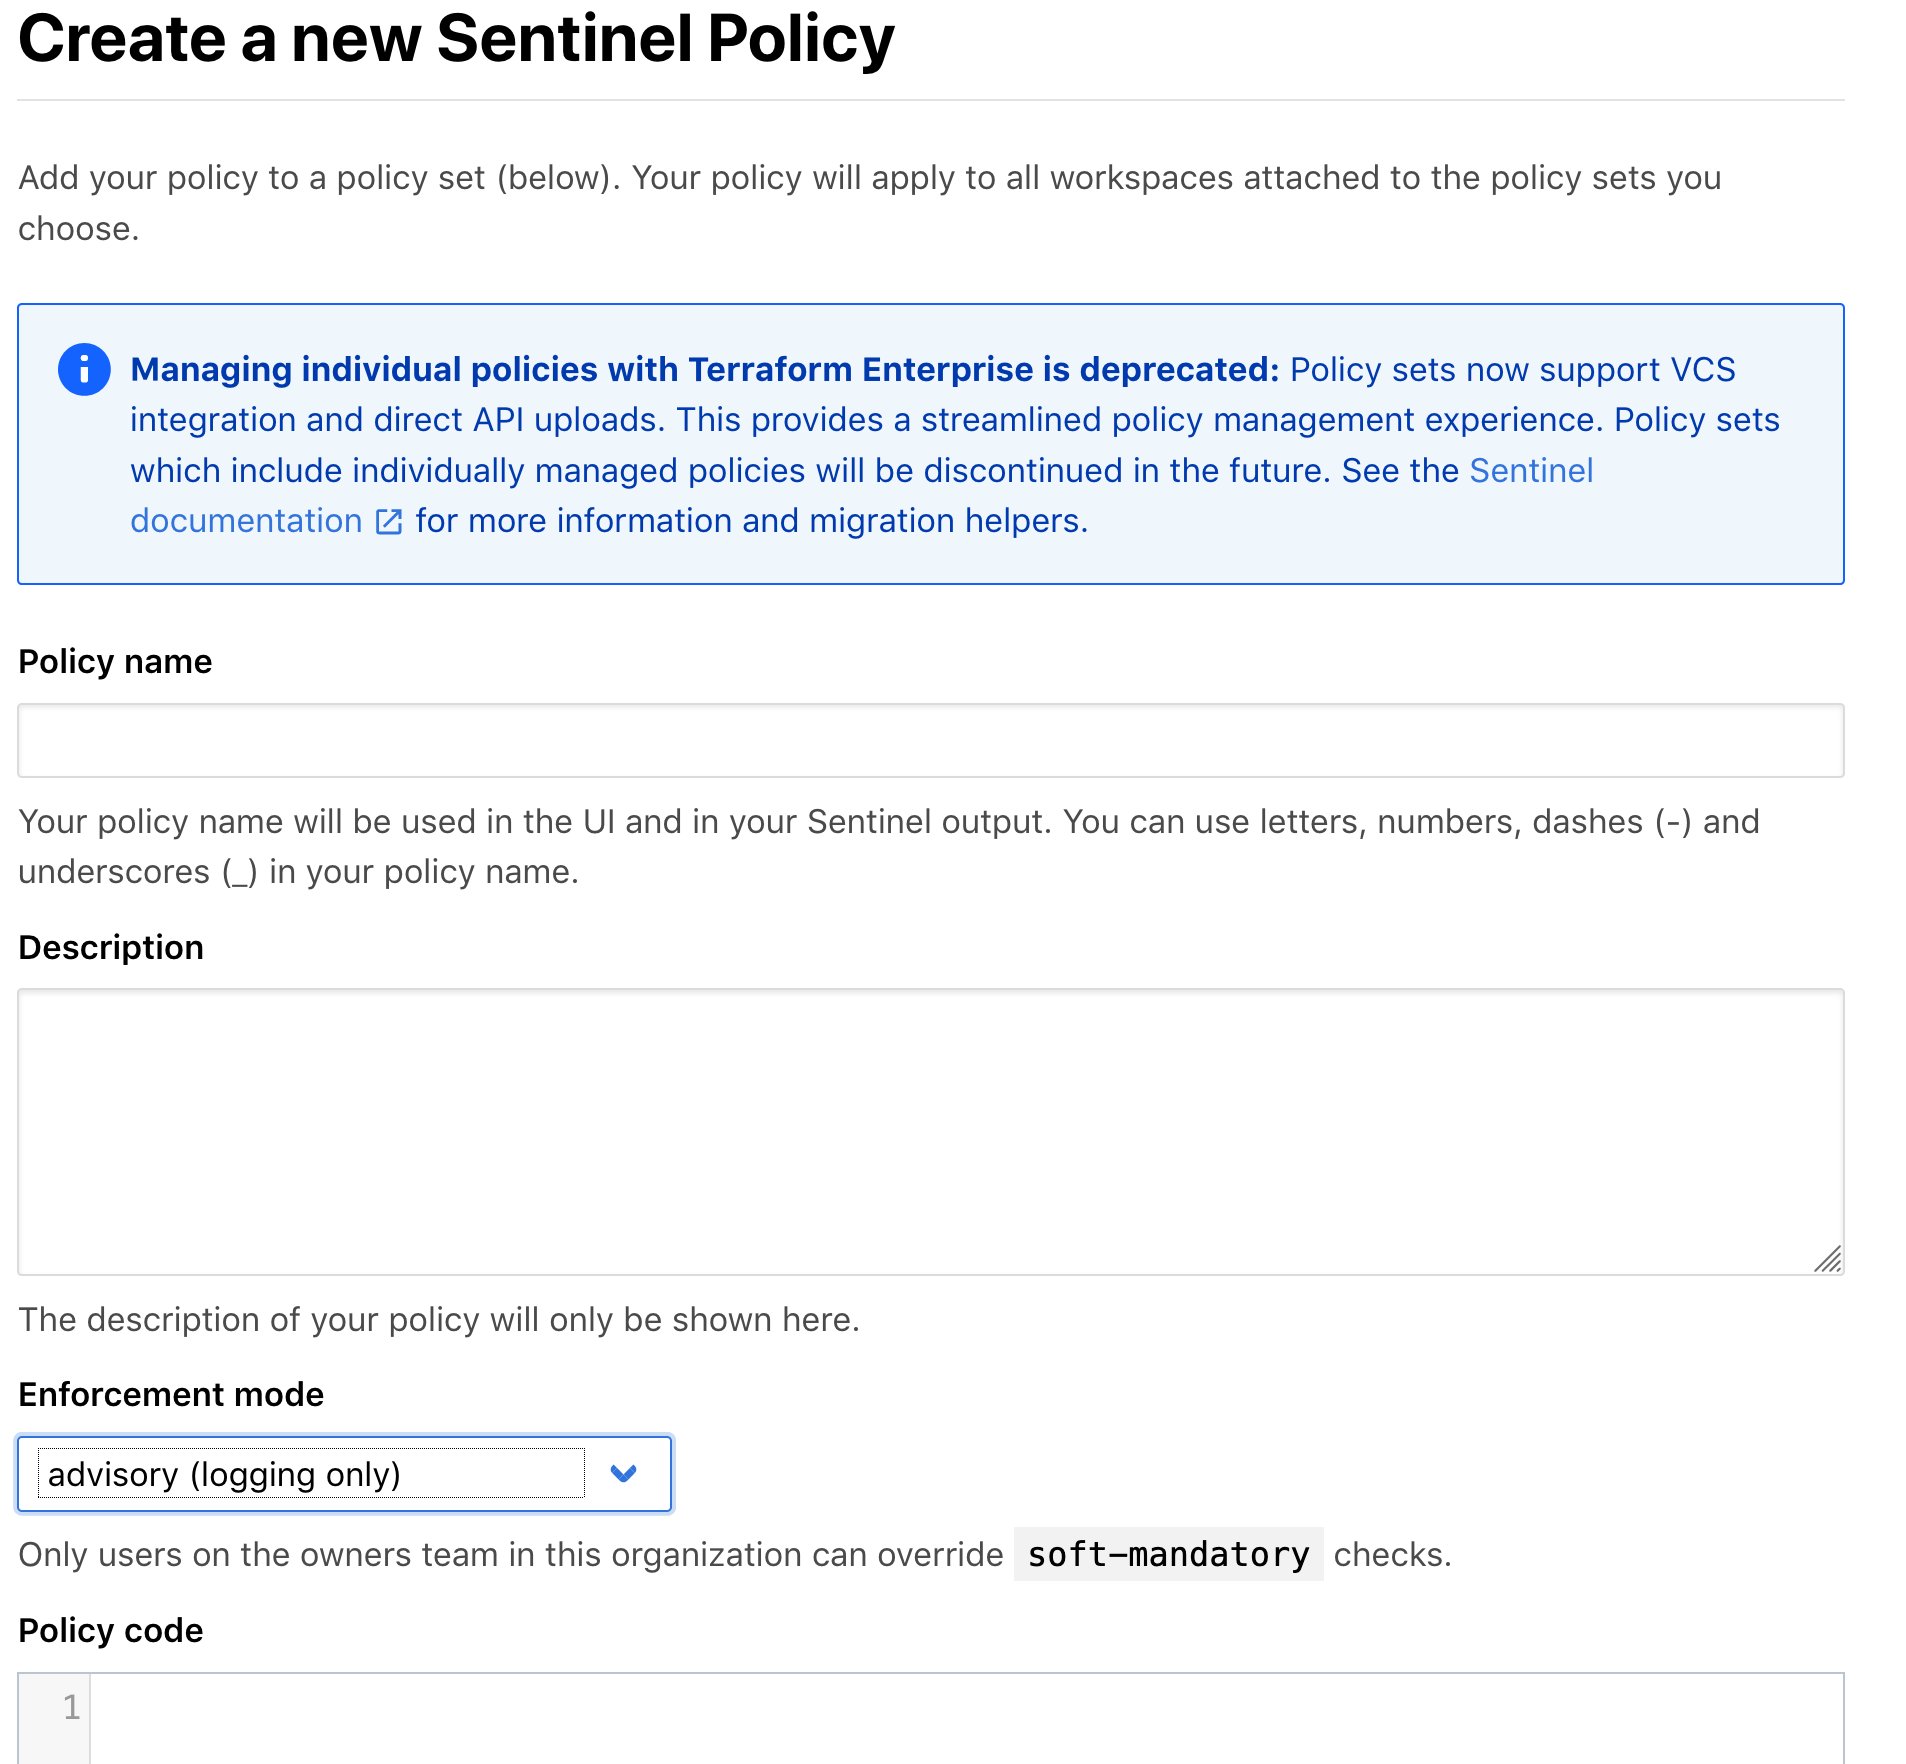 Create a new Sentinel Policy
Add your policy to a policy set (below). Your policy will apply to all workspaces attached to the policy sets you
choose.
Managing individual policies with Terraform Enterprise is deprecated: Policy sets now support VCS
integration and direct API uploads. This provides a streamlined policy management experience. Policy sets
which include individually managed policies will be discontinued in the future. See the Sentinel
documentation for more information and migration helpers.
Policy name
Your policy name will be used in the UI and in your Sentinel output. You can use letters, numbers, dashes (-) and
underscores (_) in your policy name.
Description
The description of your policy will only be shown here.
Enforcement mode
advisory (logging only)
Only users on the owners team in this organization can override soft-mandatory checks.
Policy code
1